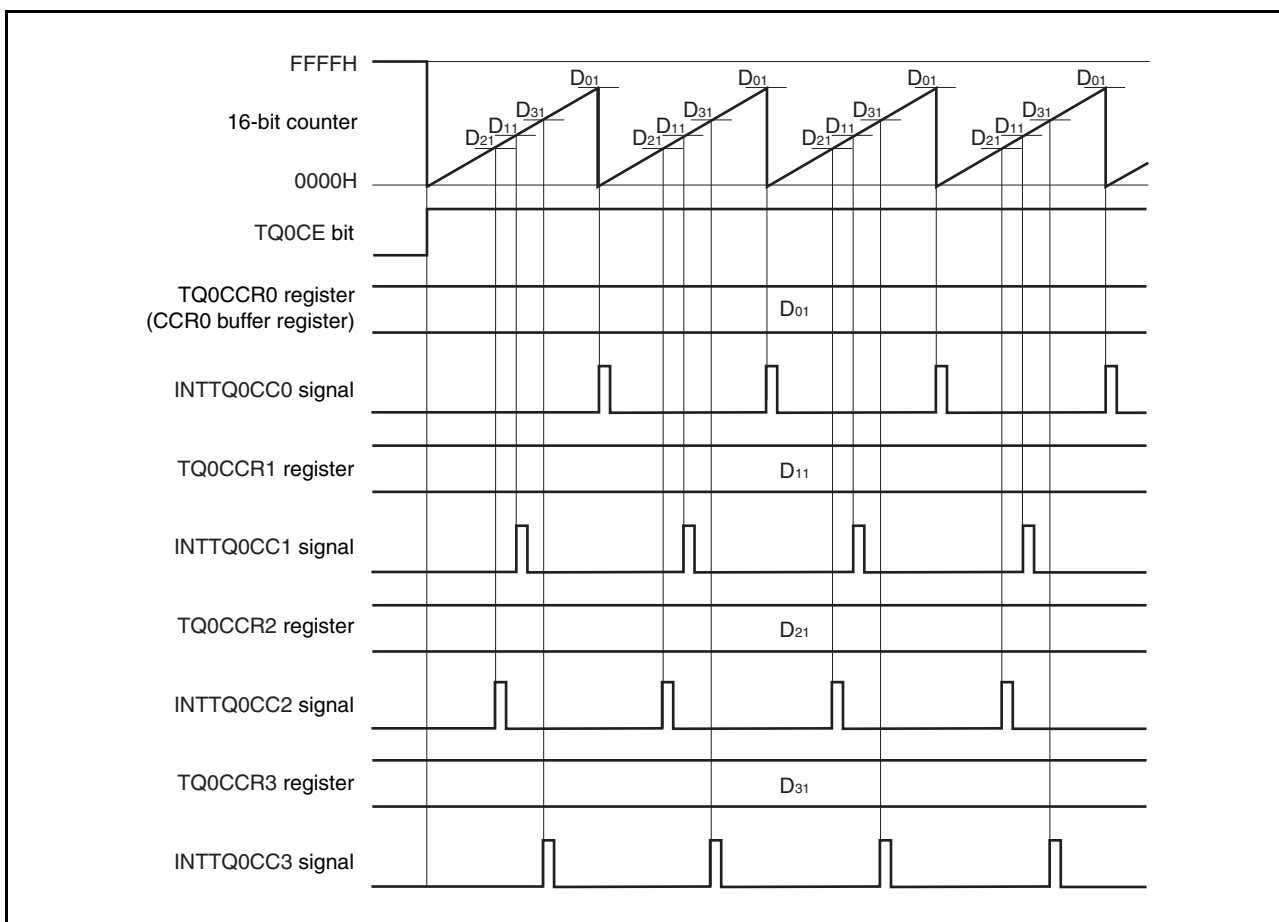 FFFFH
D01 D01 D01 D01
16-bit counter
D31 D31 D31 D31
D11 D11 D11 D11
D21 D21 D21 D21
0000H
TQ0CE bit
TQ0CCR0 register
(CCR0 buffer register)
D01
INTTQ0CC0 signal
TQ0CCR1 register
D11
INTTQ0CC1 signal
TQ0CCR2 register
D21
INTTQ0CC2 signal
TQ0CCR3 register
D31
INTTQ0CC3 signal